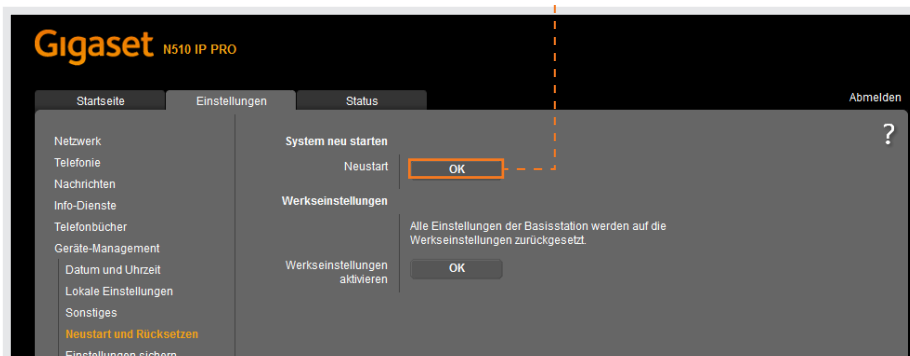 Gigaset N510 IP PRO
Startseite Einstellungen Status Abmelden
?
Netzwerk
Telefonie
Nachrichten
Info-Dienste
Telefonbücher
Geräte-Management
Datum und Uhrzeit
Lokale Einstellungen
Sonstiges
Neustart und Rücksetzen
Einstellungen sichern
System neu starten
Neustart OK
Werkseinstellungen
Alle Einstellungen der Basisstation werden auf die
Werkseinstellungen zurückgesetzt.
Werkseinstellungen
aktivieren
OK